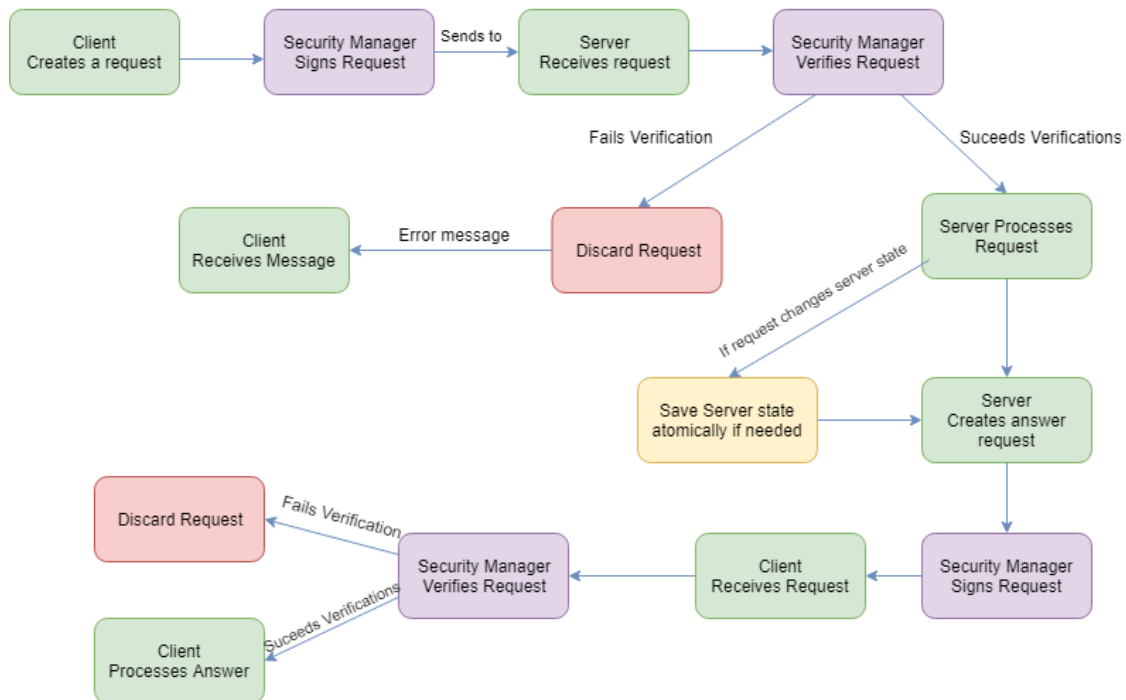 Client
Creates a request
Security Manager
Signs Request
Sends to
Server
Receives request
Security Manager
Verifies Request
Fails Verification
Suceeds Verifications
Client
Receives Message
Error message
Discard Request
Server Processes
Request
If request changes server state
Save Server state
atomically if needed
Server
Creates answer
request
Discard Request
Fails Verification
Security Manager
Verifies Request
Client
Receives Request
Security Manager
Signs Request
Suceeds Verifications
Client
Processes Answer